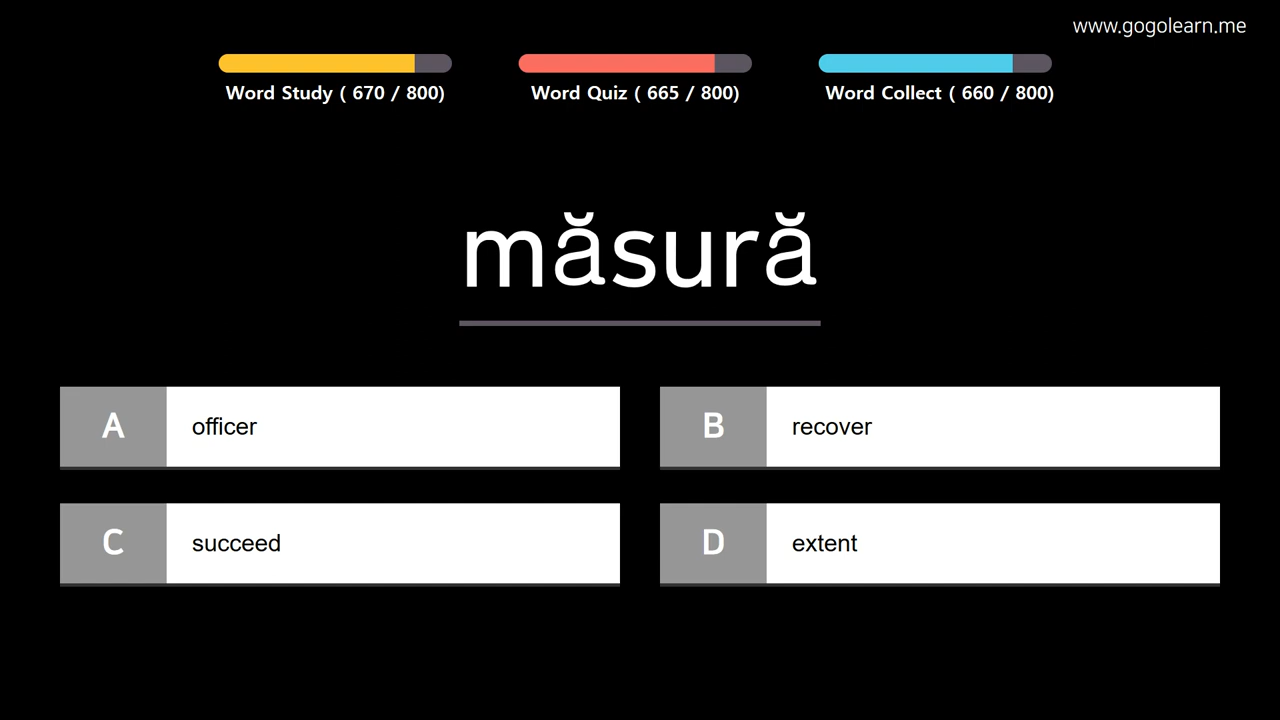 www.gogolearn.me
Word Study ( 670 / 800)
Word Quiz ( 665 / 800)
Word Collect ( 660 / 800)
măsură
A officer
B recover
C succeed
D extent